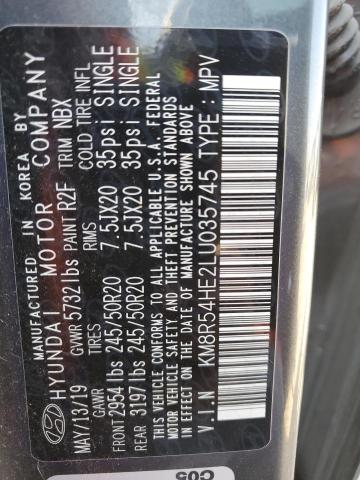 MANUFACTURED IN KOREA BY
HYUNDAI MOTOR COMPANY
MAY/13/19 GVWR 5732 lbs PAINT R2F TRIM NBX
GAWR TIRES RIMS COLD TIRE INFL
FRONT 2954 lbs 245/50R20 7.5JX20 35psi SINGLE
REAR 3197 lbs 245/50R20 7.5JX20 35psi SINGLE
THIS VEHICLE CONFORMS TO ALL APPLICABLE U.S.A. FEDERAL
MOTOR VEHICLE SAFETY AND THEFT PREVENTION STANDARDS
IN EFFECT ON THE DATE OF MANUFACTURE SHOWN ABOVE
V.I.N : KM8R54HE2LU035745 TYPE : MPV
C05